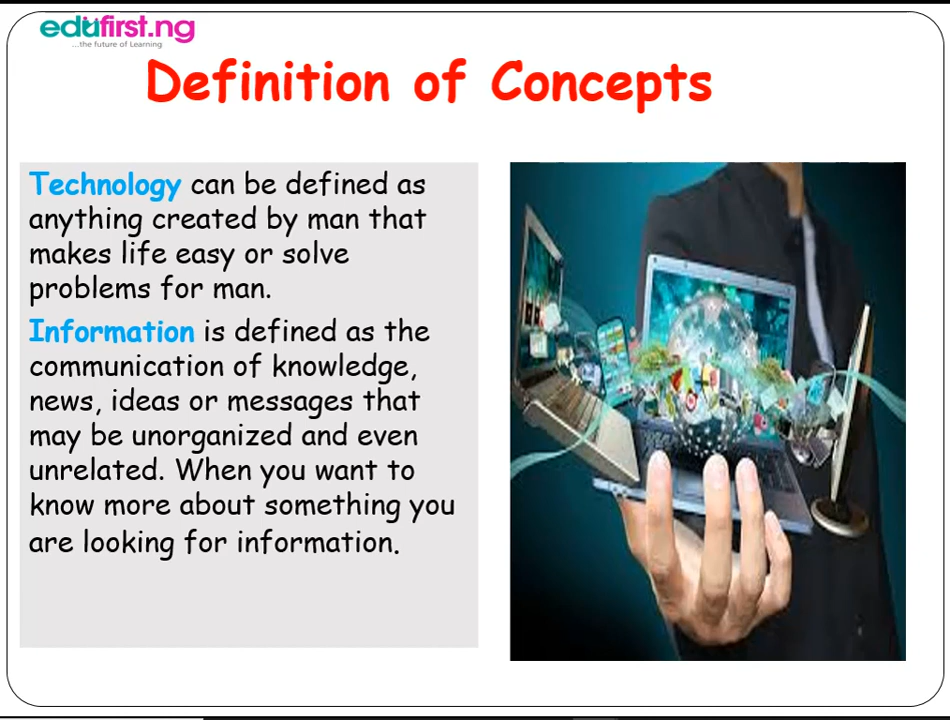 edufirst.ng
...the future of Learning
Definition of Concepts
Technology can be defined as
anything created by man that
makes life easy or solve
problems for man.
Information is defined as the
communication of knowledge,
news, ideas or messages that
may be unorganized and even
unrelated. When you want to
know more about something you
are looking for information.